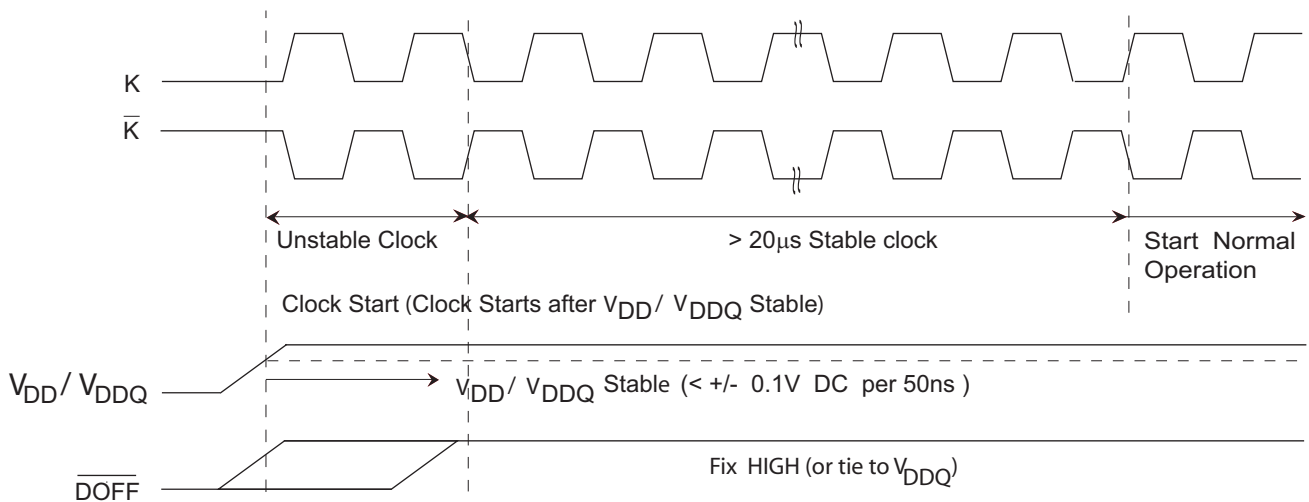 K
K̅
Unstable Clock
> 20μs Stable clock
Start Normal
Operation
Clock Start (Clock Starts after VDD/ VDDQ Stable)
VDD/ VDDQ
VDD/ VDDQ Stable (< +/- 0.1V DC per 50ns )
Fix HIGH (or tie to VDDQ)
D̅O̅F̅F̅